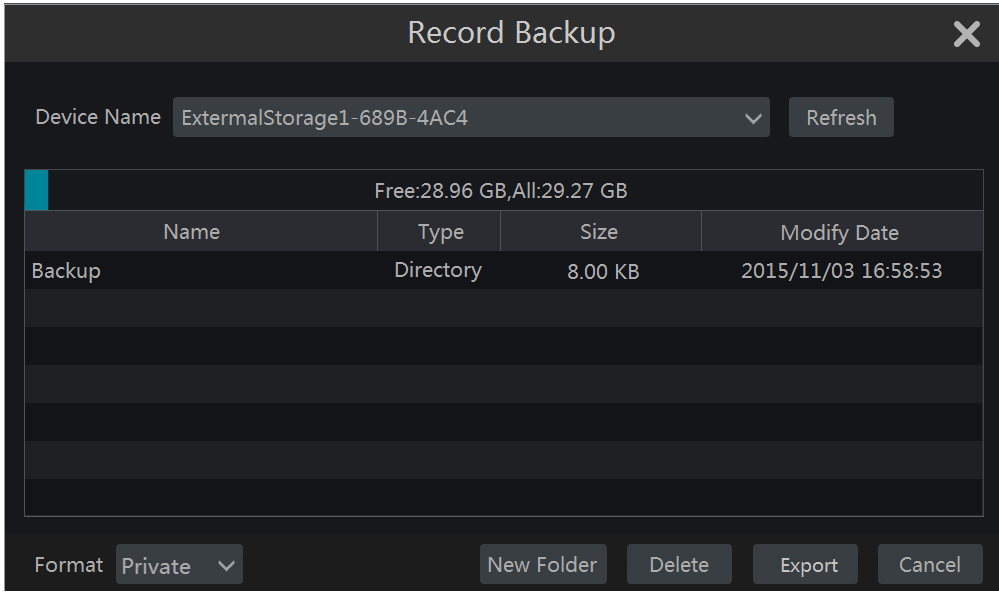 Record Backup
Device Name ExtermalStorage1-689B-4AC4 Refresh
Free:28.96 GB,All:29.27 GB
Name Type Size Modify Date
Backup Directory 8.00 KB 2015/11/03 16:58:53
Format Private New Folder Delete Export Cancel